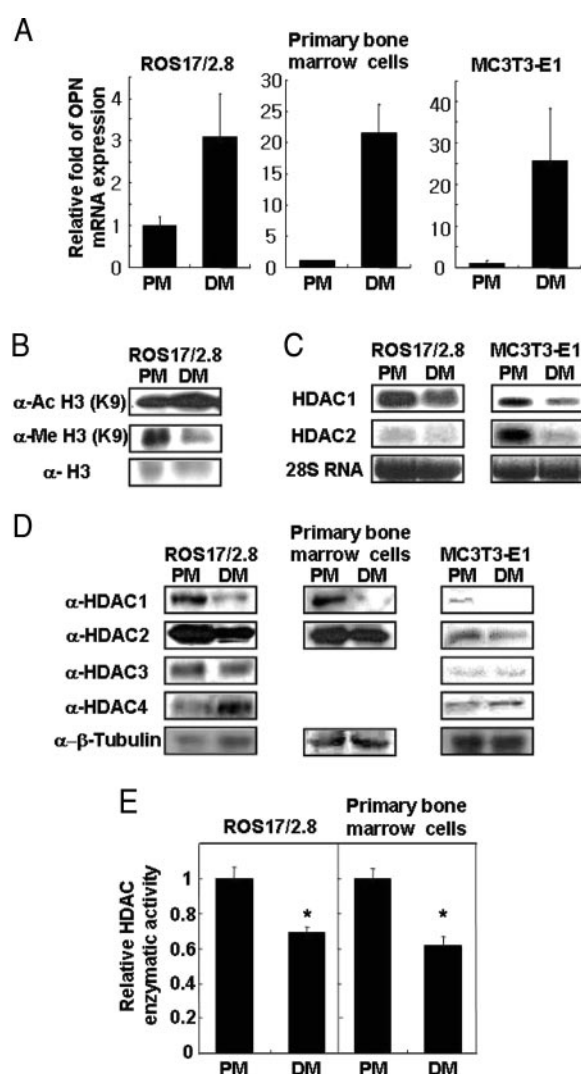 A
ROS17/2.8
Primary bone
marrow cells
MC3T3-E1
Relative fold of OPN
mRNA expression
5
4
3
2
1
0
25
20
15
10
5
0
40
30
20
10
0
PM DM PM DM PM DM
B
ROS17/2.8
PM DM
α-Ac H3 (K9)
α-Me H3 (K9)
α- H3
C
ROS17/2.8 MC3T3-E1
PM DM PM DM
HDAC1
HDAC2
28S RNA
D
ROS17/2.8
Primary bone
marrow cells
MC3T3-E1
PM DM PM DM PM DM
α-HDAC1
α-HDAC2
α-HDAC3
α-HDAC4
α-β-Tubulin
E
ROS17/2.8
Primary bone
marrow cells
Relative HDAC
enzymatic activity
1
0.8
0.6
0.4
0.2
0
* *
PM DM PM DM